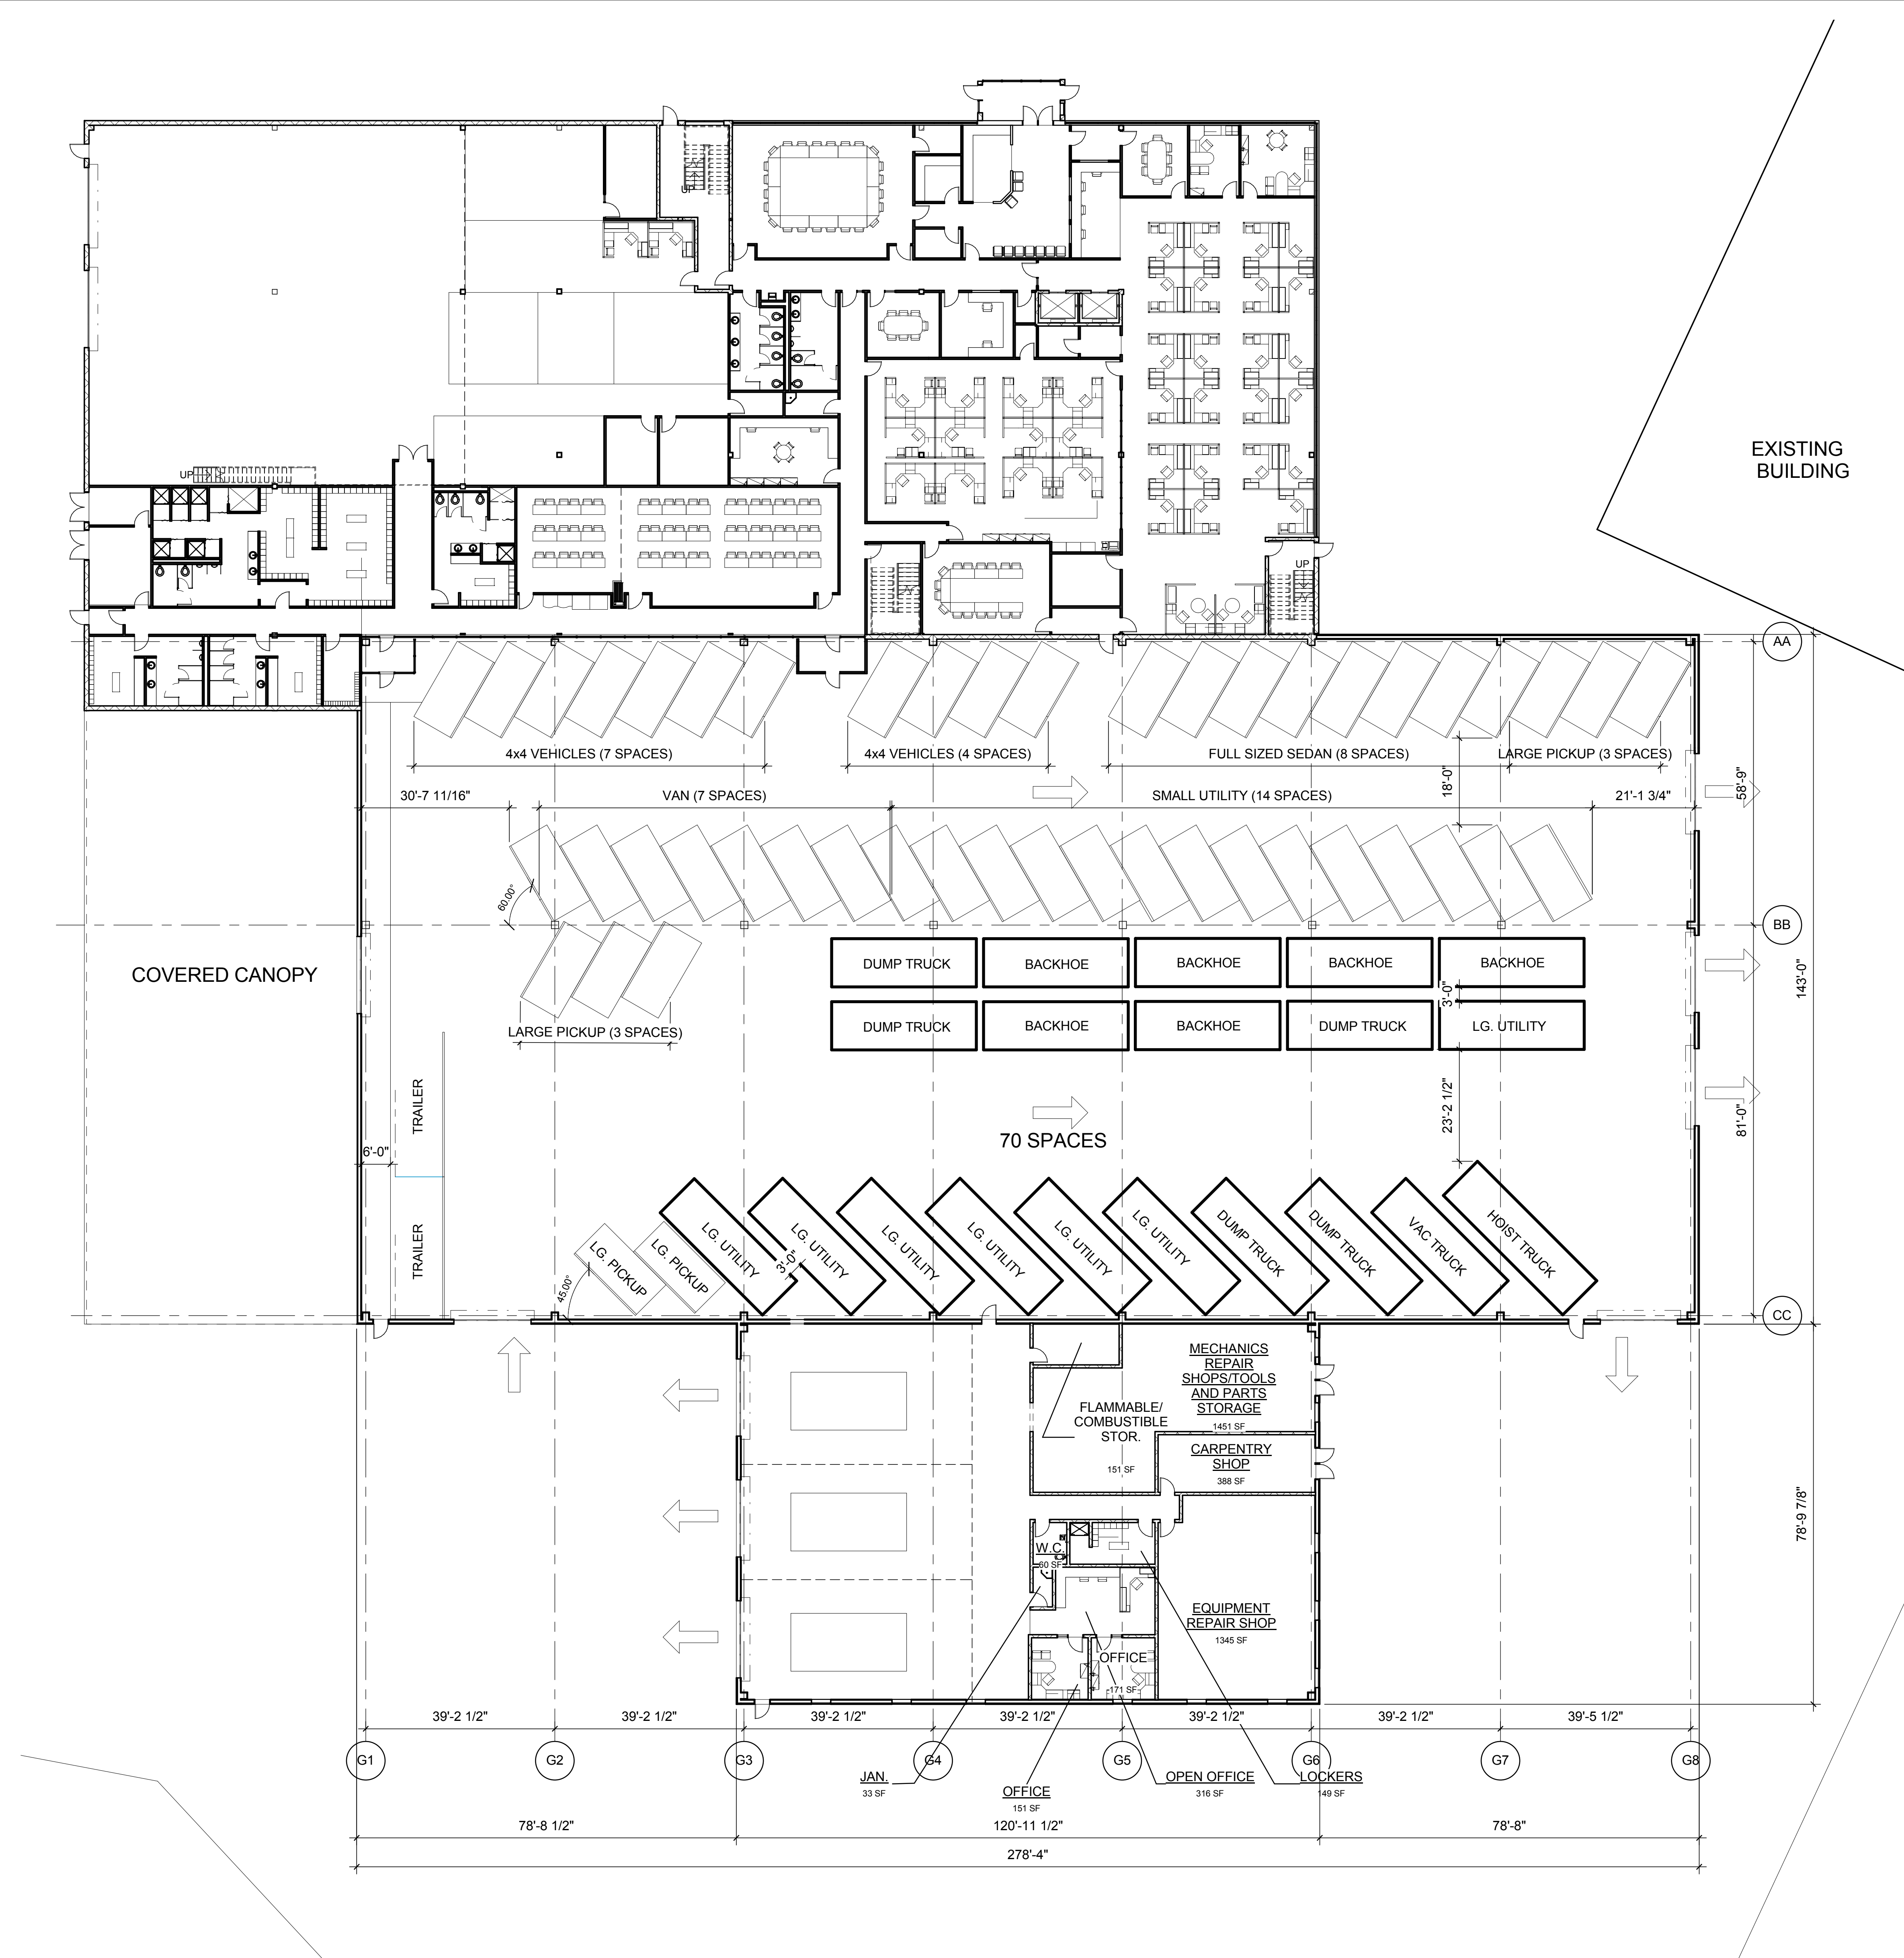 UP
EXISTING
BUILDING
UP
UP
AA
4x4 VEHICLES (7 SPACES)
4x4 VEHICLES (4 SPACES)
FULL SIZED SEDAN (8 SPACES)
LARGE PICKUP (3 SPACES)
30'-7 11/16"
VAN (7 SPACES)
18'-0"
SMALL UTILITY (14 SPACES)
21'-1 3/4"
58'-9"
60.00°
BB
COVERED CANOPY
DUMP TRUCK
BACKHOE
BACKHOE
BACKHOE
BACKHOE
143'-0"
3'-0"
LARGE PICKUP (3 SPACES)
DUMP TRUCK
BACKHOE
BACKHOE
DUMP TRUCK
LG. UTILITY
TRAILER
23'-2 1/2"
81'-0"
70 SPACES
6'-0"
TRAILER
LG. PICKUP
LG. PICKUP
LG. UTILITY
3'-0"
LG. UTILITY
LG. UTILITY
LG. UTILITY
LG. UTILITY
LG. UTILITY
DUMP TRUCK
DUMP TRUCK
VAC TRUCK
HOIST TRUCK
45.00°
CC
MECHANICS
REPAIR
SHOPS/TOOLS
AND PARTS
STORAGE
1451 SF
FLAMMABLE/
COMBUSTIBLE
STOR.
151 SF
CARPENTRY
SHOP
388 SF
78'-9 7/8"
W.C.
60 SF
EQUIPMENT
REPAIR SHOP
1345 SF
OFFICE
171 SF
39'-2 1/2"
39'-2 1/2"
39'-2 1/2"
39'-2 1/2"
39'-2 1/2"
39'-2 1/2"
39'-5 1/2"
G1
G2
G3
G4
G5
G6
G7
G8
JAN.
33 SF
OFFICE
151 SF
OPEN OFFICE
316 SF
LOCKERS
149 SF
78'-8 1/2"
120'-11 1/2"
78'-8"
278'-4"